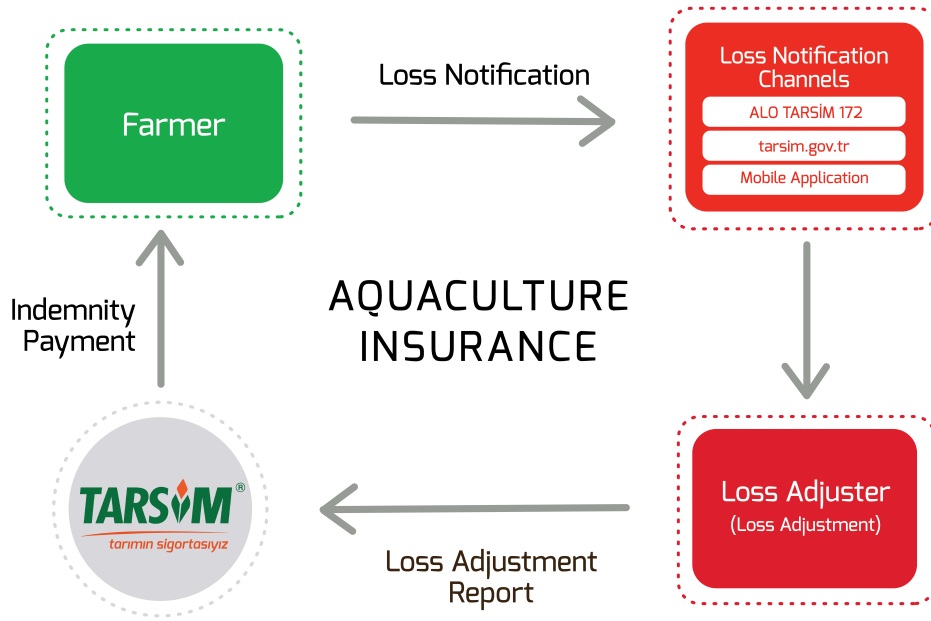 Farmer
Loss Notification
Loss Notification
Channels
ALO TARSİM 172
tarsim.gov.tr
Mobile Application
AQUACULTURE
INSURANCE
Indemnity
Payment
TARSİM®
tarımın sigortasıyız
Loss Adjustment
Report
Loss Adjuster
(Loss Adjustment)